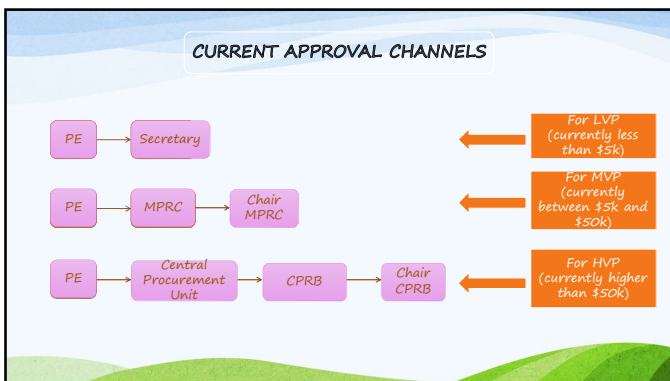 CURRENT APPROVAL CHANNELS
PE
Secretary
For LVP
(currently less
than $5k)
PE
MPRC
Chair
MPRC
For MVP
(currently
between $5k and
$50k)
PE
Central
Procurement
Unit
CPRB
Chair
CPRB
For HVP
(currently higher
than $50k)